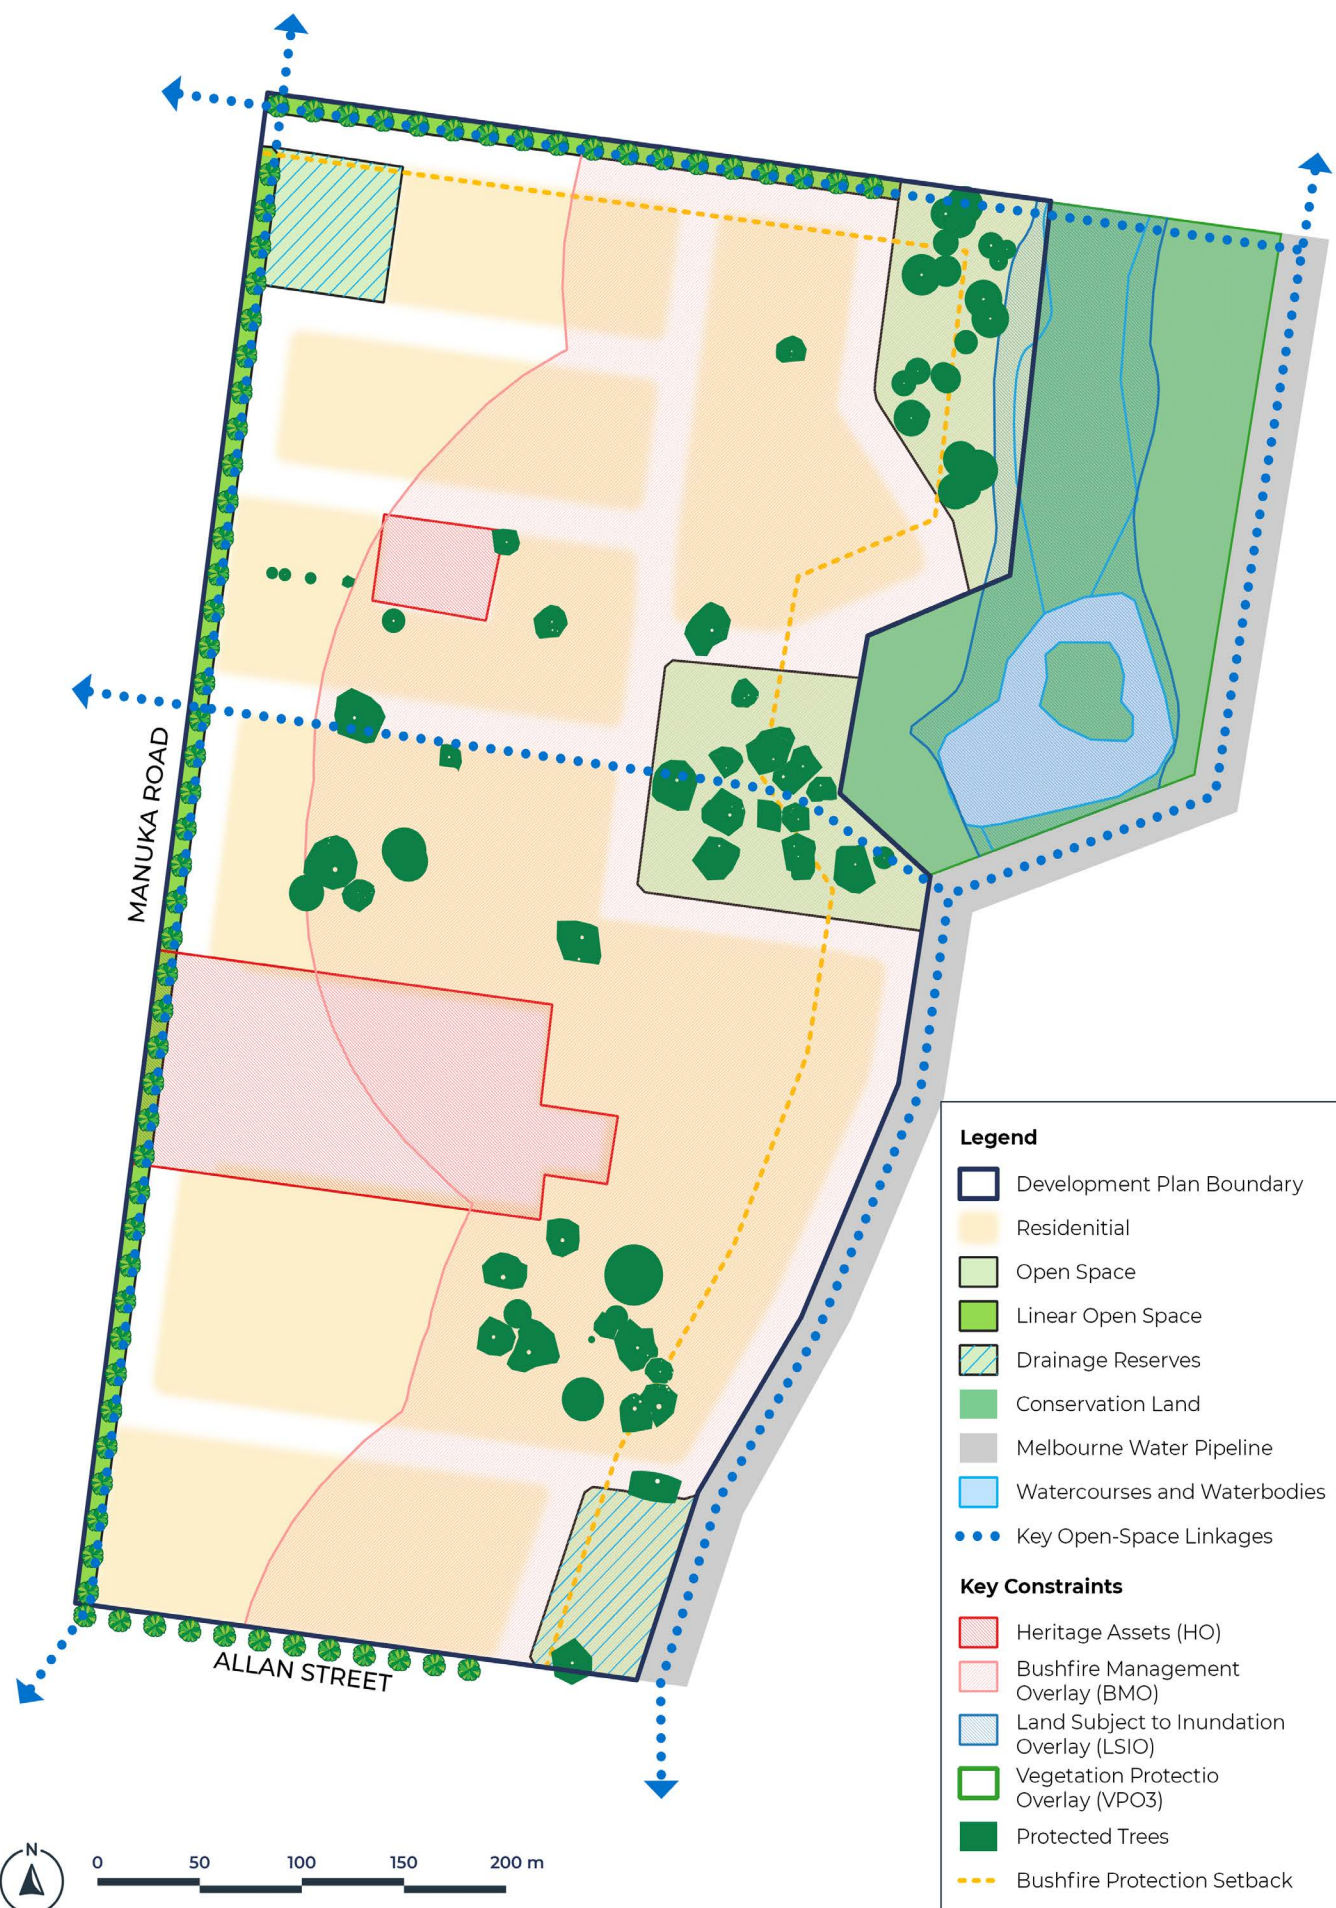 MANUKA ROAD
ALLAN STREET
Legend
Development Plan Boundary
Residenitial
Open Space
Linear Open Space
Drainage Reserves
Conservation Land
Melbourne Water Pipeline
Watercourses and Waterbodies
Key Open-Space Linkages
Key Constraints
Heritage Assets (HO)
Bushfire Management
Overlay (BMO)
Land Subject to Inundation
Overlay (LSIO)
Vegetation Protectio
Overlay (VPO3)
Protected Trees
Bushfire Protection Setback
N
0 50 100 150 200 m